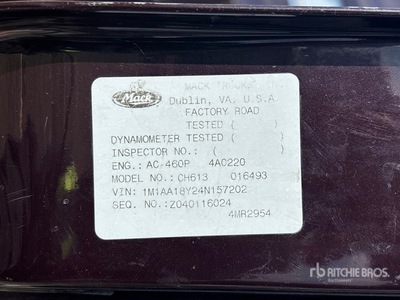 Mack
MACK TRUCKS
Dublin, VA. U.S.A.
FACTORY ROAD
TESTED (
DYNAMOMETER TESTED (
INSPECTOR NO.: (
ENG.: AC-460P 4AC220
MODEL NO.: CH613 016493
VIN: 1M1AA18Y24N157202
SEQ. NO.: Z040116024
4MR2954
rb RITCHIE BROS.